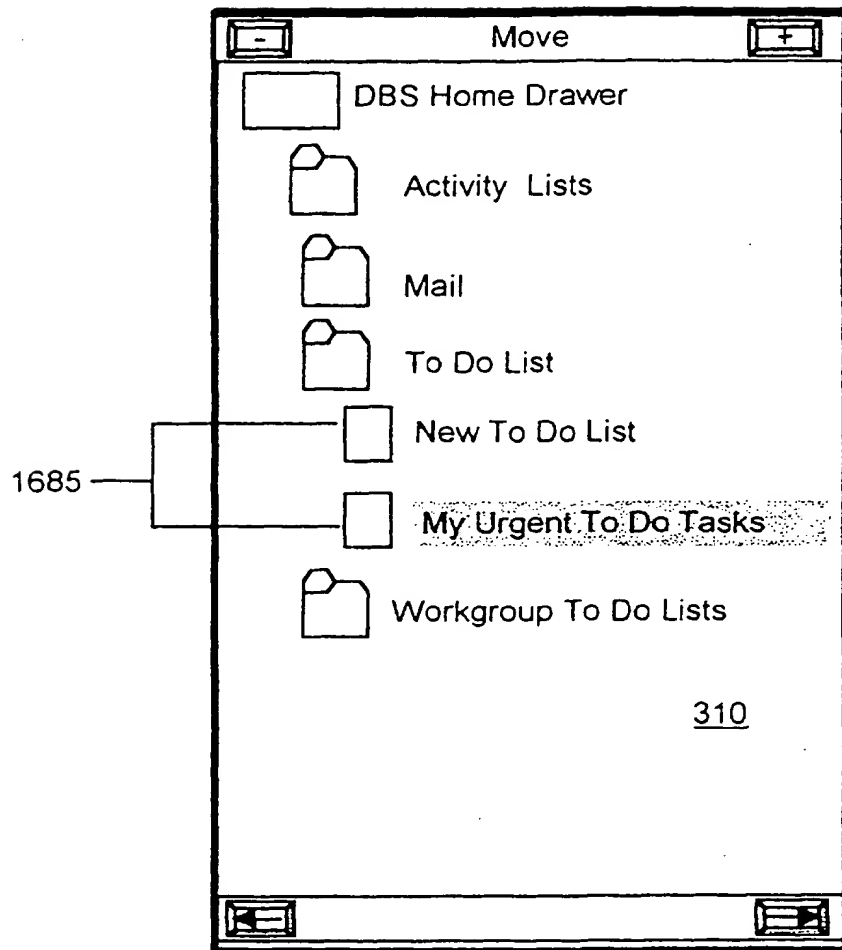 - Move +
DBS Home Drawer
Activity Lists
Mail
To Do List
New To Do List
1685
My Urgent To Do Tasks
Workgroup To Do Lists
310